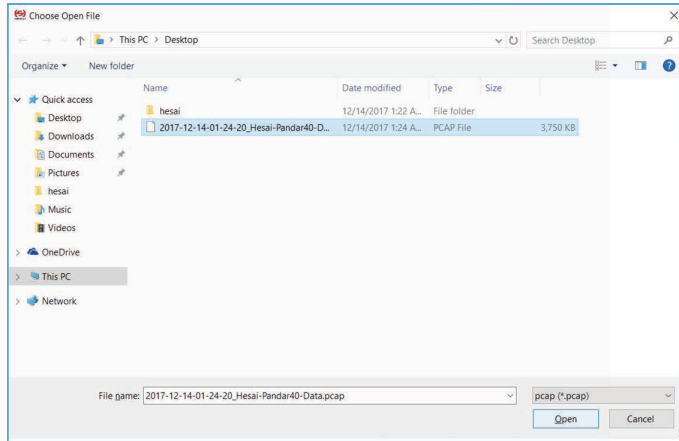 Choose Open File
This PC > Desktop
Search Desktop
Organize
New folder
Name Date modified Type Size
Quick access
Desktop
Downloads
Documents
Pictures
hesai
Music
Videos
OneDrive
This PC
Network
hesai 12/14/2017 1:22 A... File folder
2017-12-14-01-24-20_Hesai-Pandar40-D... 12/14/2017 1:24 A... PCAP File 3,750 KB
File name: 2017-12-14-01-24-20_Hesai-Pandar40-Data.pcap
pcap (*.pcap)
Open Cancel